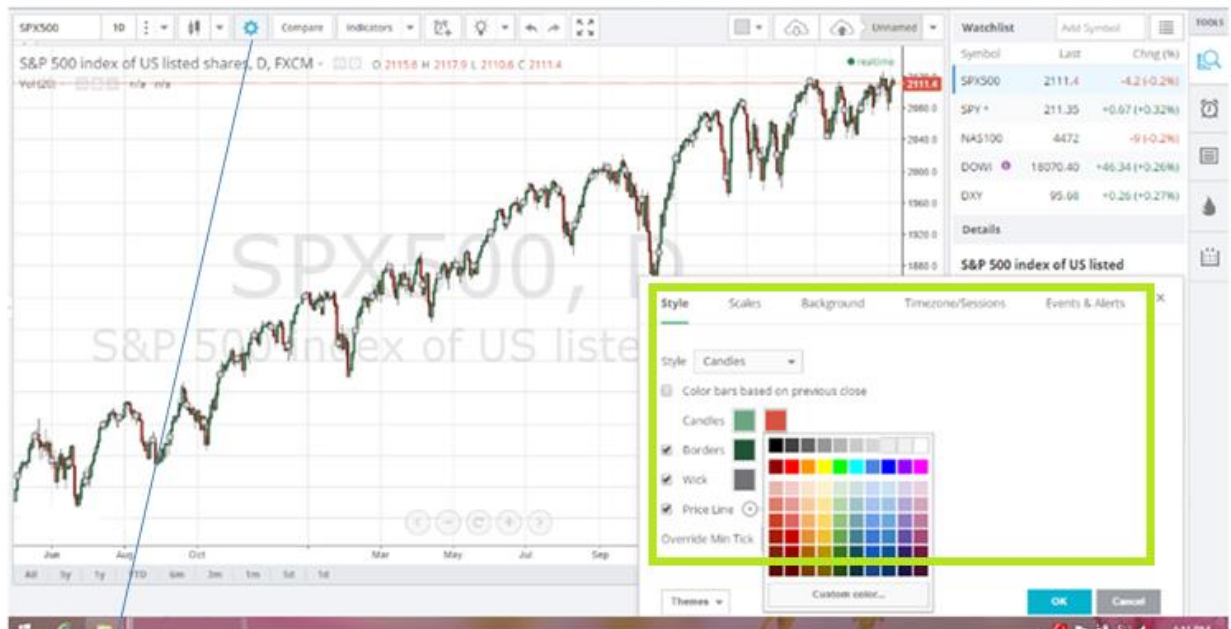 SPX500 1D Compare Indicators Unnamed
S&P 500 index of US listed shares, D, FXCM
O 2115.6 H 2117.9 L 2110.6 C 2111.4
realtime
Vol (20) n/a n/a
2111.4
2080.0
2040.0
2000.0
1960.0
1920.0
1880.0
SPX500, D
S&P 500 index of US liste
Jun Aug Oct Mar May Jul Sep
All 5y 1y YTD 6m 3m 1m 5d 1d
Watchlist Add Symbol
TOOLS
Symbol Last Chng (%)
SPX500 2111.4 -4.2 (-0.2%)
SPY * 211.35 +0.67 (+0.32%)
NAS100 4472 -9 (-0.2%)
DOWI 18070.40 +46.34 (+0.26%)
DXY 95.68 +0.26 (+0.27%)
Details
S&P 500 index of US listed
Style Scales Background Timezone/Sessions Events & Alerts
Style Candles
Color bars based on previous close
Candles
Borders
Wick
Price Line
Override Min Tick
Custom color...
Themes
OK Cancel